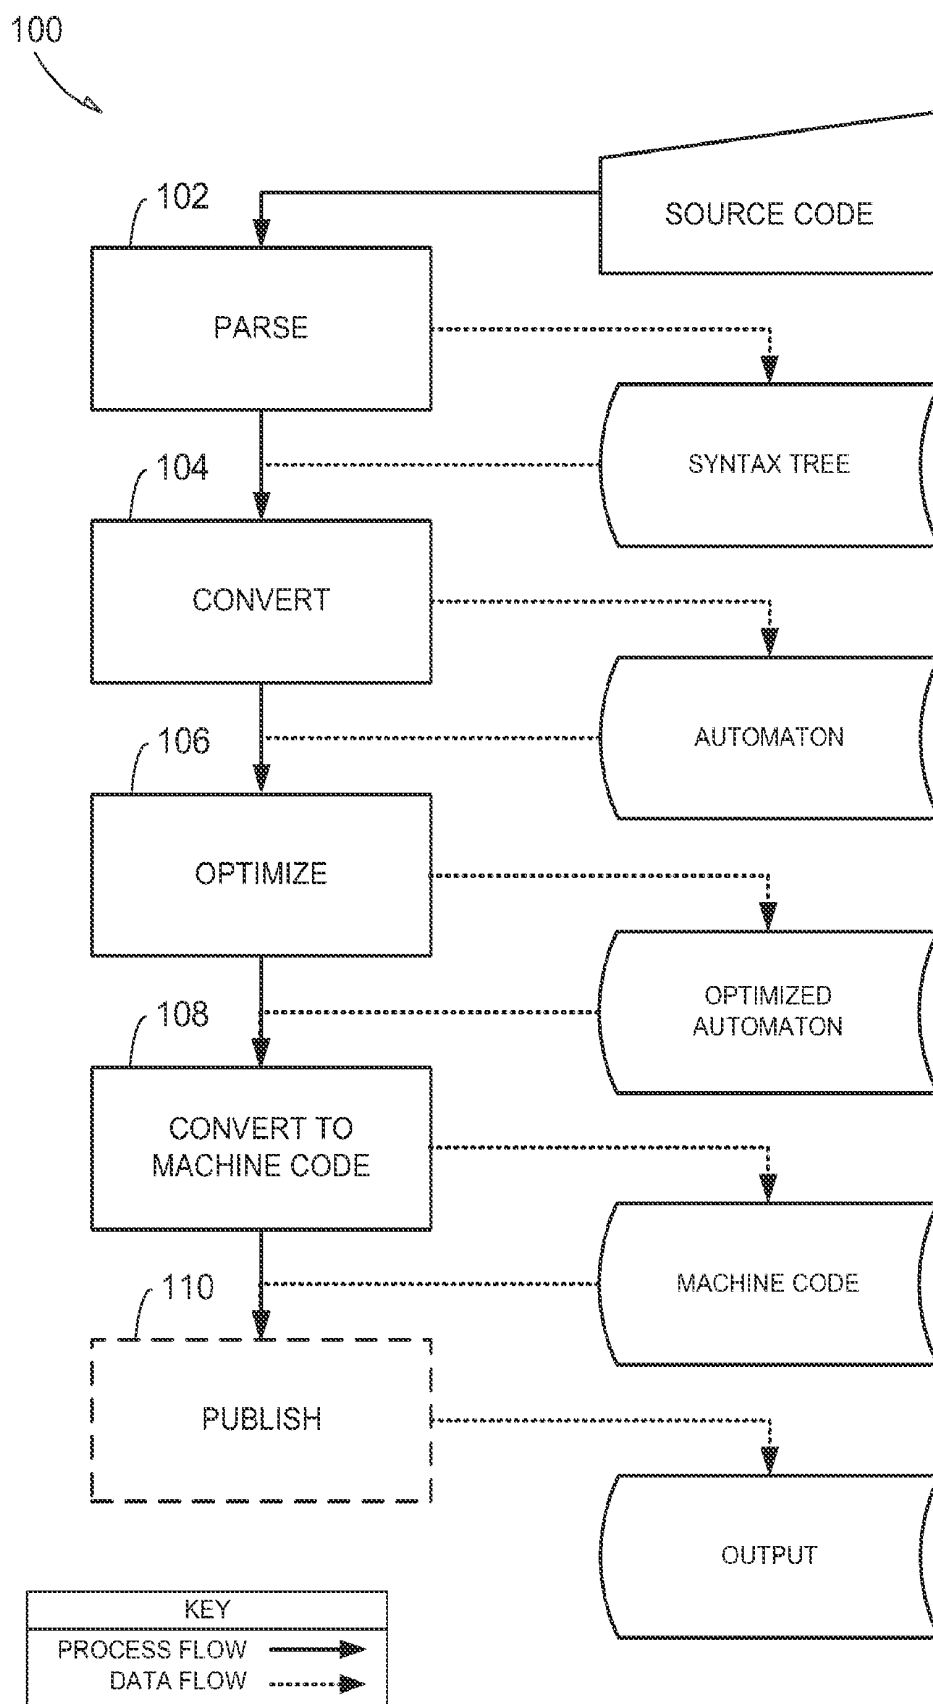 100
102
SOURCE CODE
PARSE
104
SYNTAX TREE
CONVERT
106
AUTOMATON
OPTIMIZE
108
OPTIMIZED
AUTOMATON
CONVERT TO
MACHINE CODE
110
MACHINE CODE
PUBLISH
OUTPUT
KEY
PROCESS FLOW
DATA FLOW